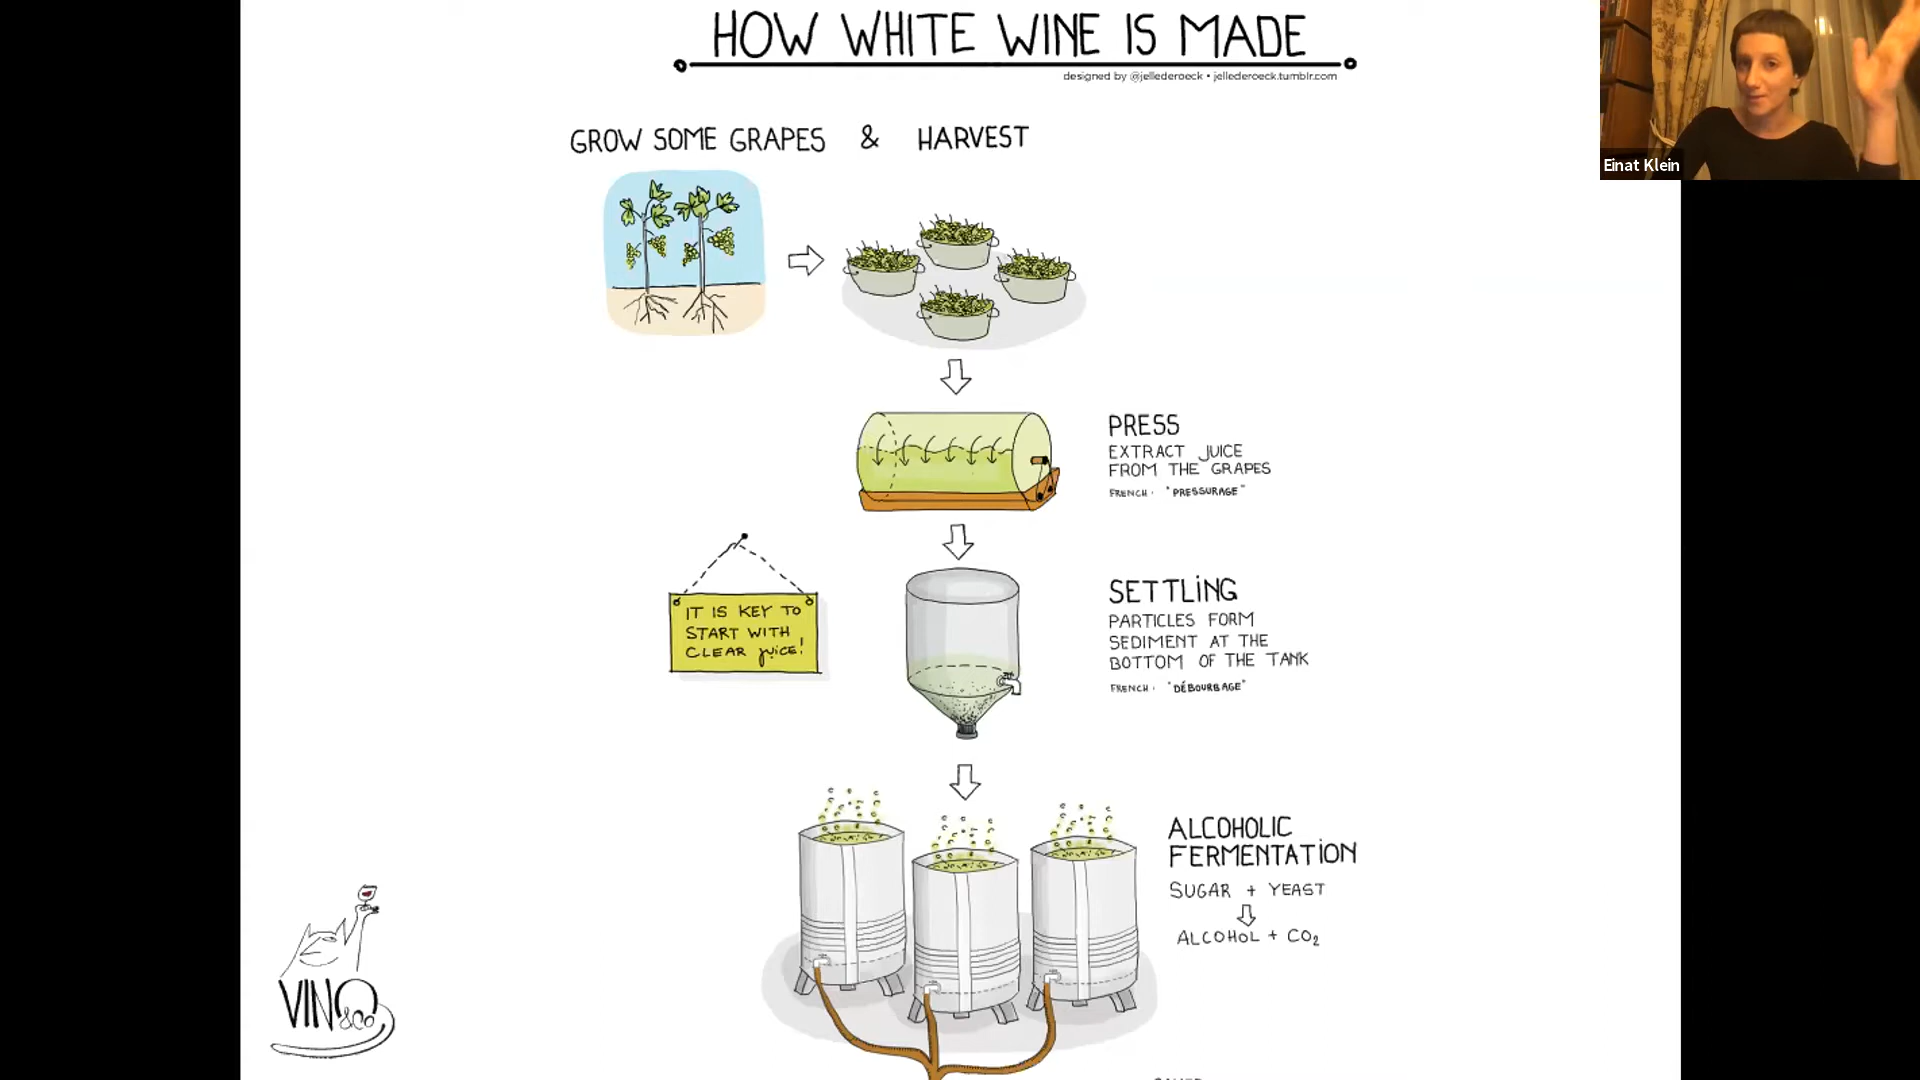 HOW WHITE WINE IS MADE
designed by @jellederoeck • jellederoeck.tumblr.com
Einat Klein
GROW SOME GRAPES & HARVEST
PRESS
EXTRACT JUICE
FROM THE GRAPES
FRENCH: "PRESSURAGE"
IT IS KEY TO
START WITH
CLEAR JUICE!
SETTLING
PARTICLES FORM
SEDIMENT AT THE
BOTTOM OF THE TANK
FRENCH: "DÉBOURBAGE"
ALCOHOLIC
FERMENTATION
SUGAR + YEAST
ALCOHOL + CO₂
VINO
&Co